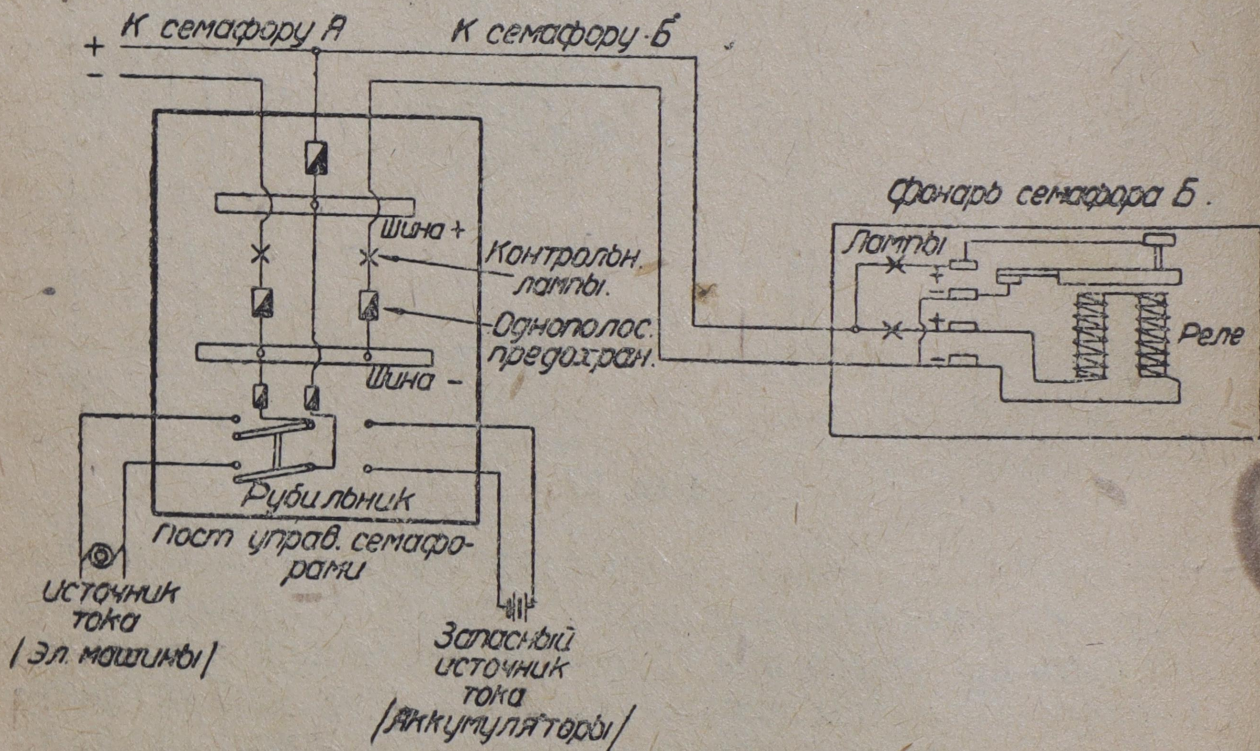 К семафору А
К семафору Б
+
-
Шина +
Контрольн.
лампы.
Однополос.
предохран.
Шина -
Рубильник
Пост управ. семафо-
рами
источник
тока
/Эл. машины/
Запасный
источник
тока
/Аккумуляторы/
Фонарь семафора Б.
Лампы
+
-
+
-
Реле